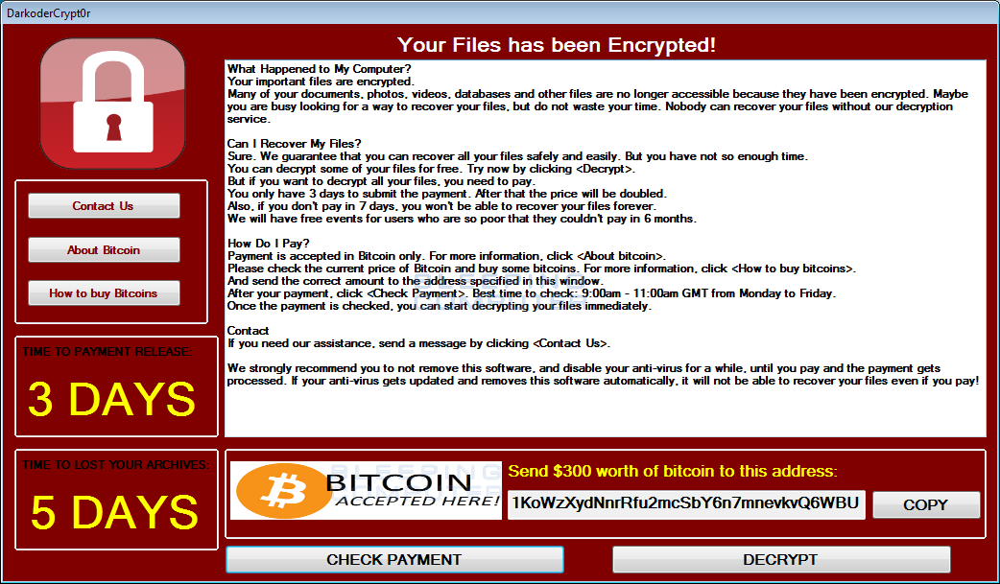 DarkoderCrypt0r
Your Files has been Encrypted!
What Happened to My Computer?
Your important files are encrypted.
Many of your documents, photos, videos, databases and other files are no longer accessible because they have been encrypted. Maybe
you are busy looking for a way to recover your files, but do not waste your time. Nobody can recover your files without our decryption
service.
Can I Recover My Files?
Sure. We guarantee that you can recover all your files safely and easily. But you have not so enough time.
You can decrypt some of your files for free. Try now by clicking <Decrypt>.
But if you want to decrypt all your files, you need to pay.
You only have 3 days to submit the payment. After that the price will be doubled.
Also, if you don't pay in 7 days, you won't be able to recover your files forever.
We will have free events for users who are so poor that they couldn't pay in 6 months.
How Do I Pay?
Payment is accepted in Bitcoin only. For more information, click <About bitcoin>.
Please check the current price of Bitcoin and buy some bitcoins. For more information, click <How to buy bitcoins>.
And send the correct amount to the address specified in this window.
After your payment, click <Check Payment>. Best time to check: 9:00am - 11:00am GMT from Monday to Friday.
Once the payment is checked, you can start decrypting your files immediately.
Contact
If you need our assistance, send a message by clicking <Contact Us>.
We strongly recommend you to not remove this software, and disable your anti-virus for a while, until you pay and the payment gets
processed. If your anti-virus gets updated and removes this software automatically, it will not be able to recover your files even if you pay!
BLEEPING
COMPUTER
Contact Us
About Bitcoin
How to buy Bitcoins
TIME TO PAYMENT RELEASE:
3 DAYS
TIME TO LOST YOUR ARCHIVES:
5 DAYS
BLEEPING
COMPUTER
BITCOIN
ACCEPTED HERE!
Send $300 worth of bitcoin to this address:
1KoWzXydNnrRfu2mcSbY6n7mnevkvQ6WBU
COPY
CHECK PAYMENT
DECRYPT